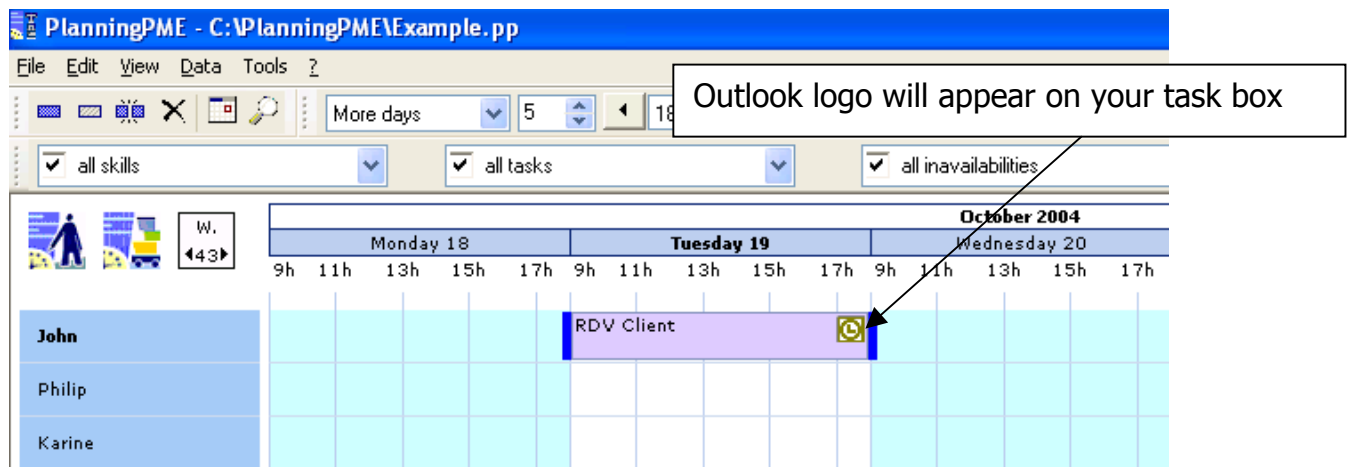 PlanningPME - C:\PlanningPME\Example.pp
File Edit View Data Tools ?
Outlook logo will appear on your task box
More days 5 18
all skills all tasks all inavailabilities
W.
43
October 2004
Monday 18 Tuesday 19 Wednesday 20
9h 11h 13h 15h 17h 9h 11h 13h 15h 17h 9h 11h 13h 15h 17h
John RDV Client
Philip
Karine